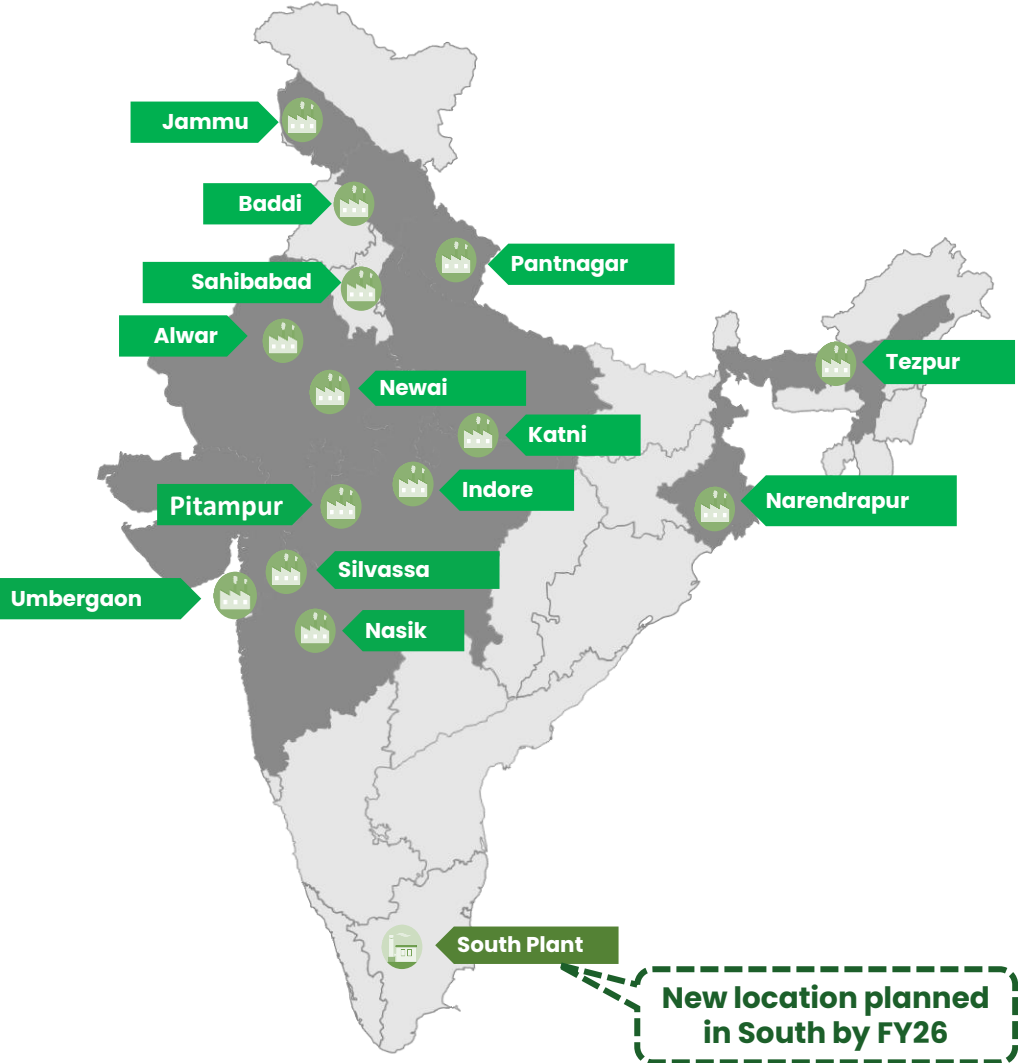 Jammu
Baddi
Pantnagar
Sahibabad
Alwar
Tezpur
Newai
Katni
Indore
Pitampur
Narendrapur
Silvassa
Umbergaon
Nasik
South Plant
New location planned
in South by FY26